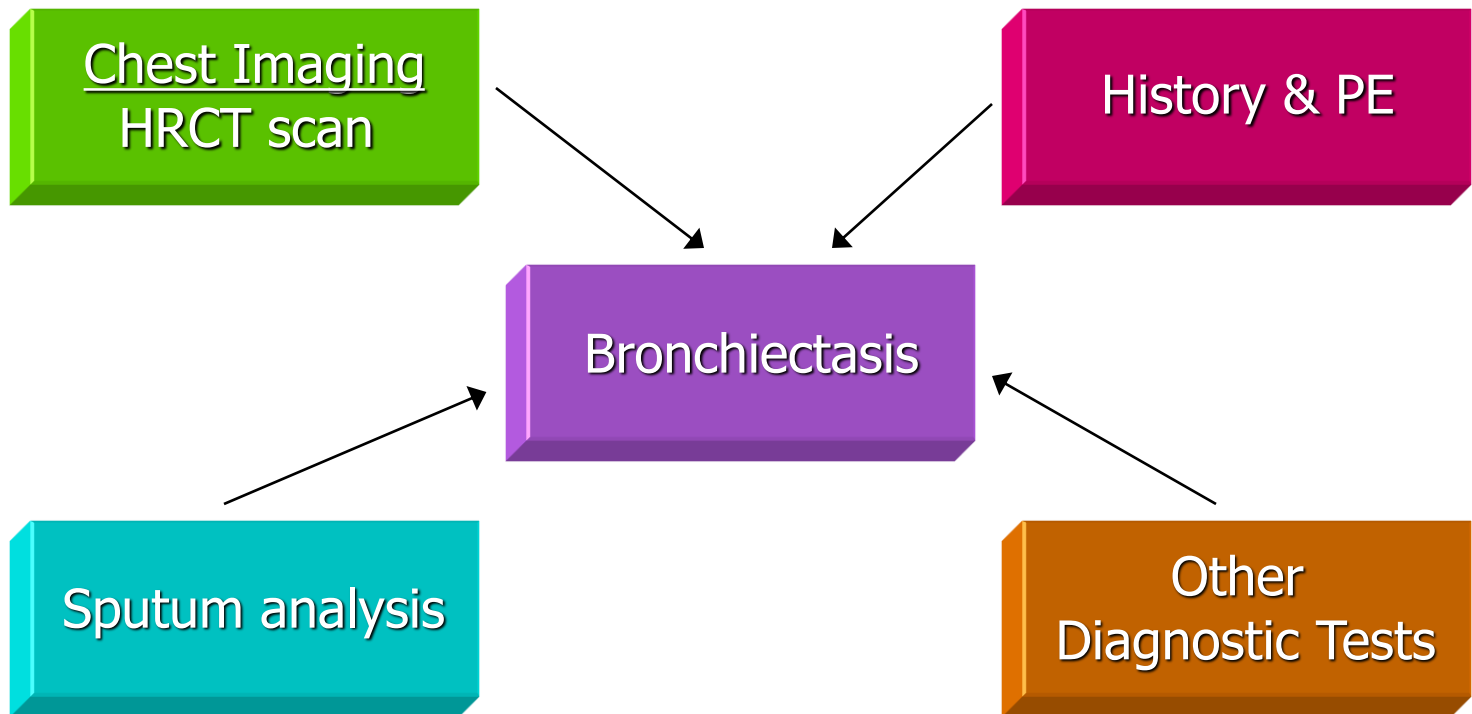 Chest Imaging
HRCT scan
History & PE
Bronchiectasis
Sputum analysis
Other
Diagnostic Tests